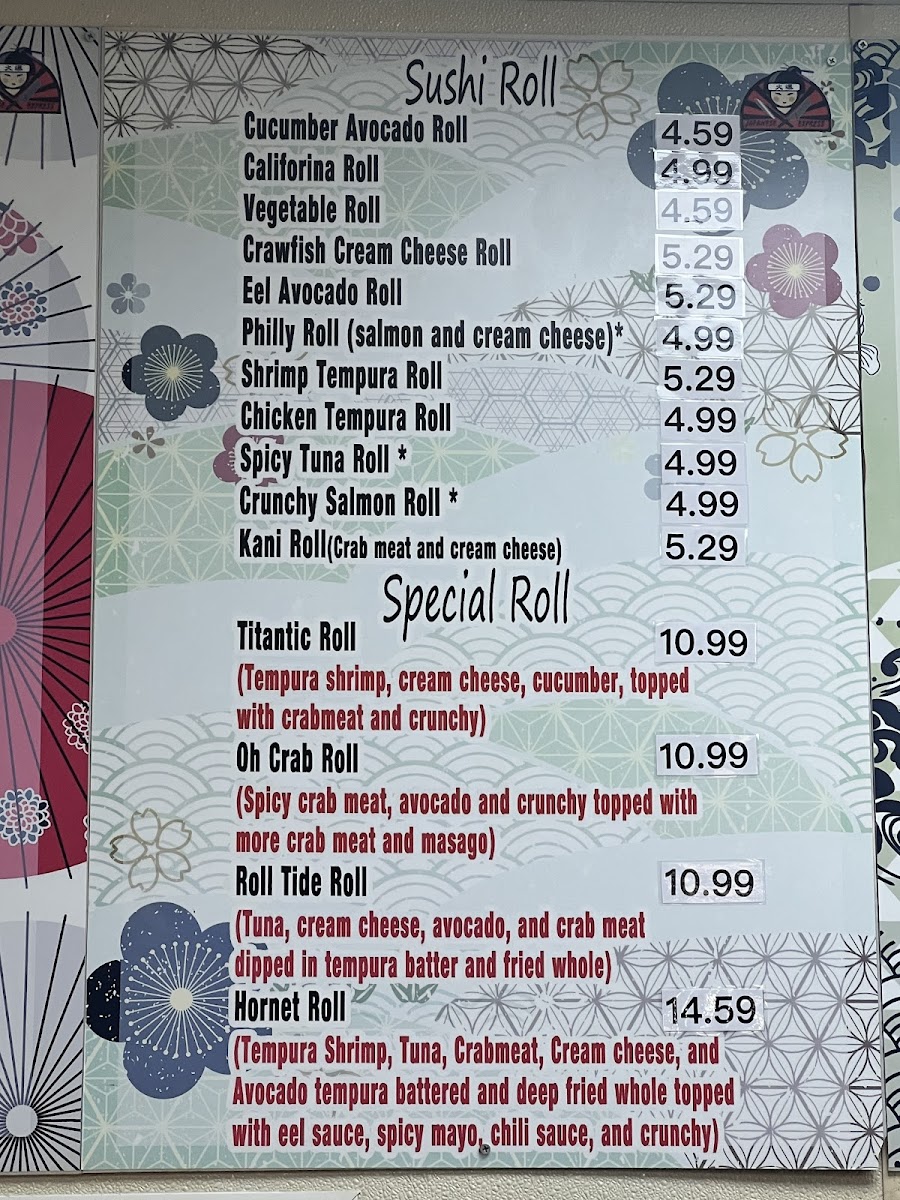 Sushi Roll
Cucumber Avocado Roll 4.59
Califorina Roll 4.99
Vegetable Roll 4.59
Crawfish Cream Cheese Roll 5.29
Eel Avocado Roll 5.29
Philly Roll (salmon and cream cheese)* 4.99
Shrimp Tempura Roll 5.29
Chicken Tempura Roll 4.99
Spicy Tuna Roll * 4.99
Crunchy Salmon Roll * 4.99
Kani Roll(Crab meat and cream cheese) 5.29
Special Roll
Titantic Roll 10.99
(Tempura shrimp, cream cheese, cucumber, topped
with crabmeat and crunchy)
Oh Crab Roll 10.99
(Spicy crab meat, avocado and crunchy topped with
more crab meat and masago)
Roll Tide Roll 10.99
(Tuna, cream cheese, avocado, and crab meat
dipped in tempura batter and fried whole)
Hornet Roll 14.59
(Tempura Shrimp, Tuna, Crabmeat, Cream cheese, and
Avocado tempura battered and deep fried whole topped
with eel sauce, spicy mayo, chili sauce, and crunchy)